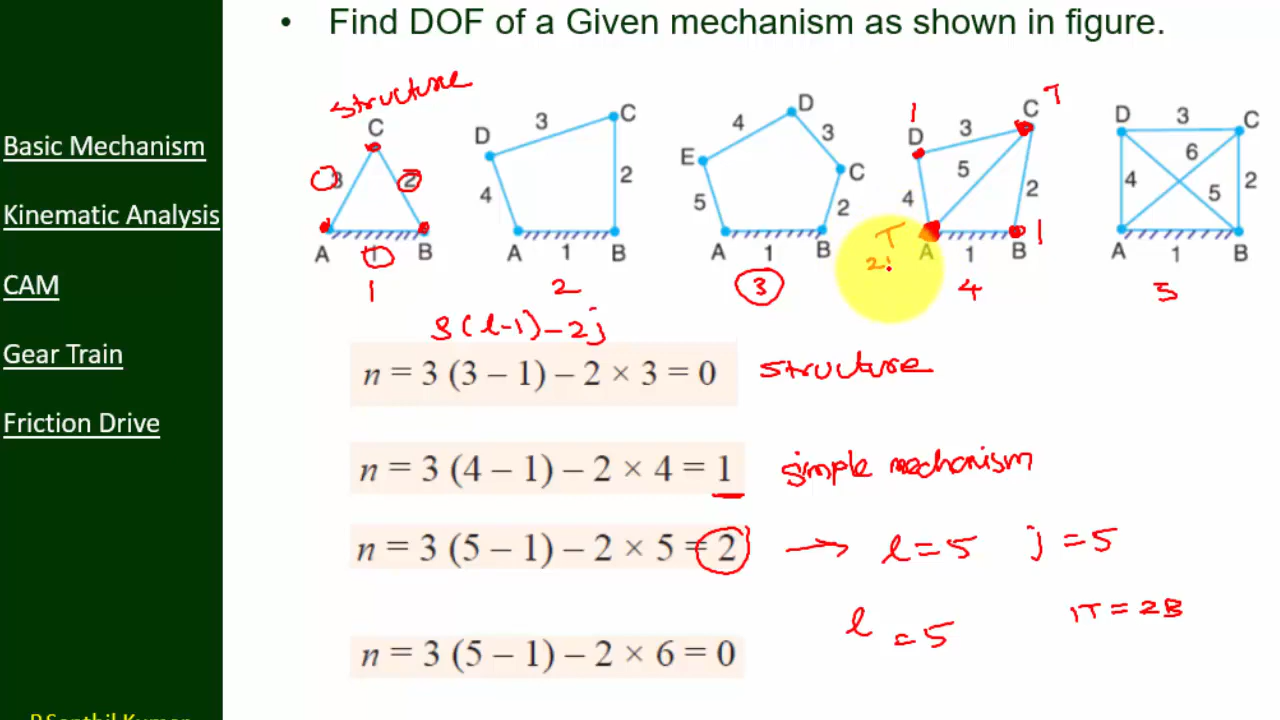 • Find DOF of a Given mechanism as shown in figure.
Basic Mechanism
Kinematic Analysis
CAM
Gear Train
Friction Drive
structure
C
3
2
A
1
B
1
D
3
C
4
2
A
1
B
2
D
4
3
E
C
5
2
A
1
B
3
1
C T
D
3
5
4
2
T
A
1
B
1
2
4
D
3
C
6
4
2
5
A
1
B
5
3(l-1)-2j
n = 3 (3 – 1) – 2 × 3 = 0 structure
n = 3 (4 – 1) – 2 × 4 = 1 simple mechanism
n = 3 (5 – 1) – 2 × 5 = 2 → l=5 j=5
l =5 1T = 2B
n = 3 (5 – 1) – 2 × 6 = 0